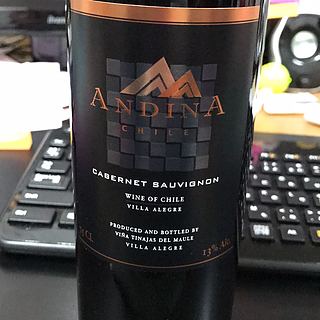 ANDINA
CHILE
CABERNET SAUVIGNON
WINE OF CHILE
VILLA ALEGRE
PRODUCED AND BOTTLED BY
VIÑA TINAJAS DEL MAULE
VILLA ALEGRE
CL
13% Alc.